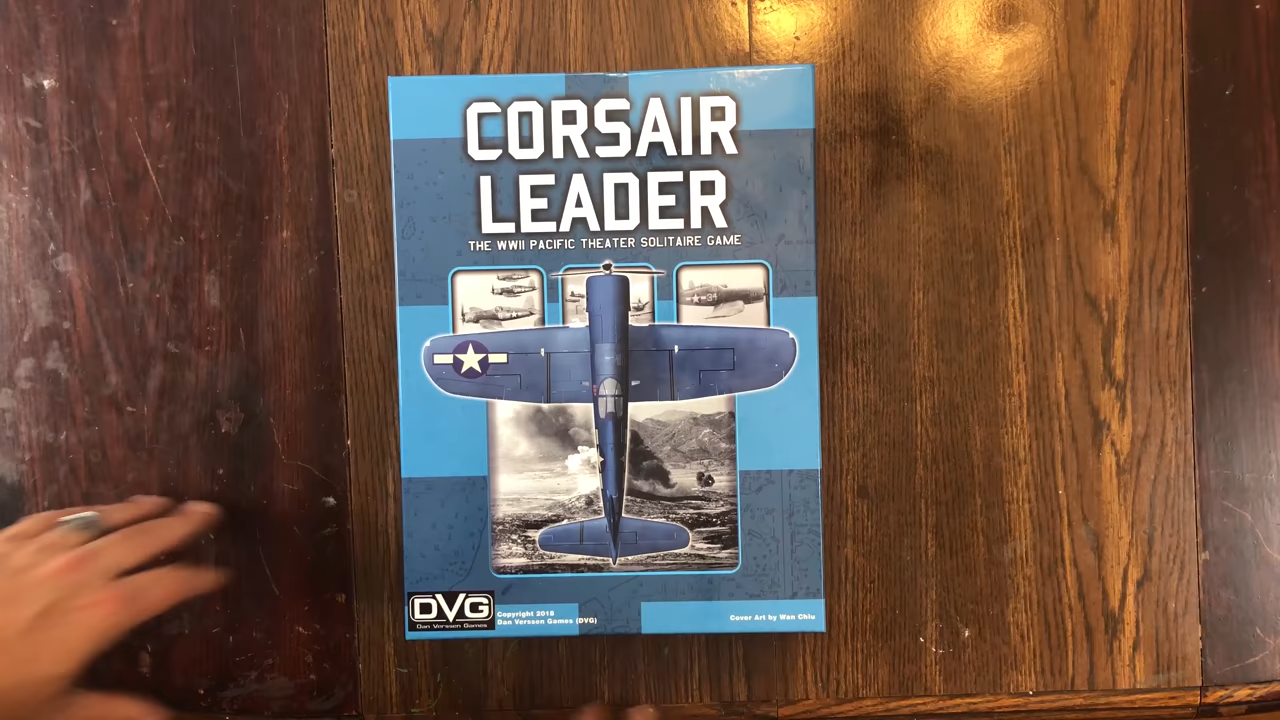 CORSAIR
LEADER
THE WWII PACIFIC THEATER SOLITAIRE GAME
34
DVG
Dan Verssen Games
Copyright 2018
Dan Verssen Games (DVG)
Cover Art by Wan Chiu